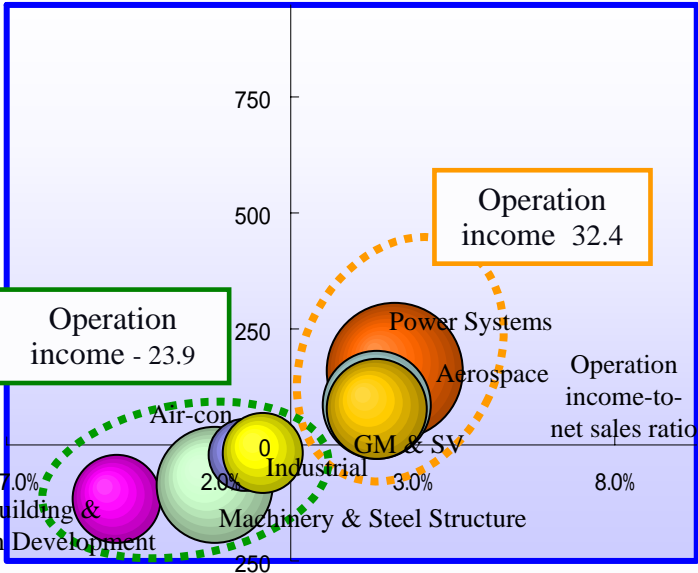 750
500
Operation
income 32.4
250
Power Systems
Operation
income - 23.9
Aerospace
Operation
income-to-
net sales ratio
Air-con
0
GM & SV
Industrial
7.0%
2.0%
3.0%
8.0%
uilding &
Machinery & Steel Structure
n Development
250